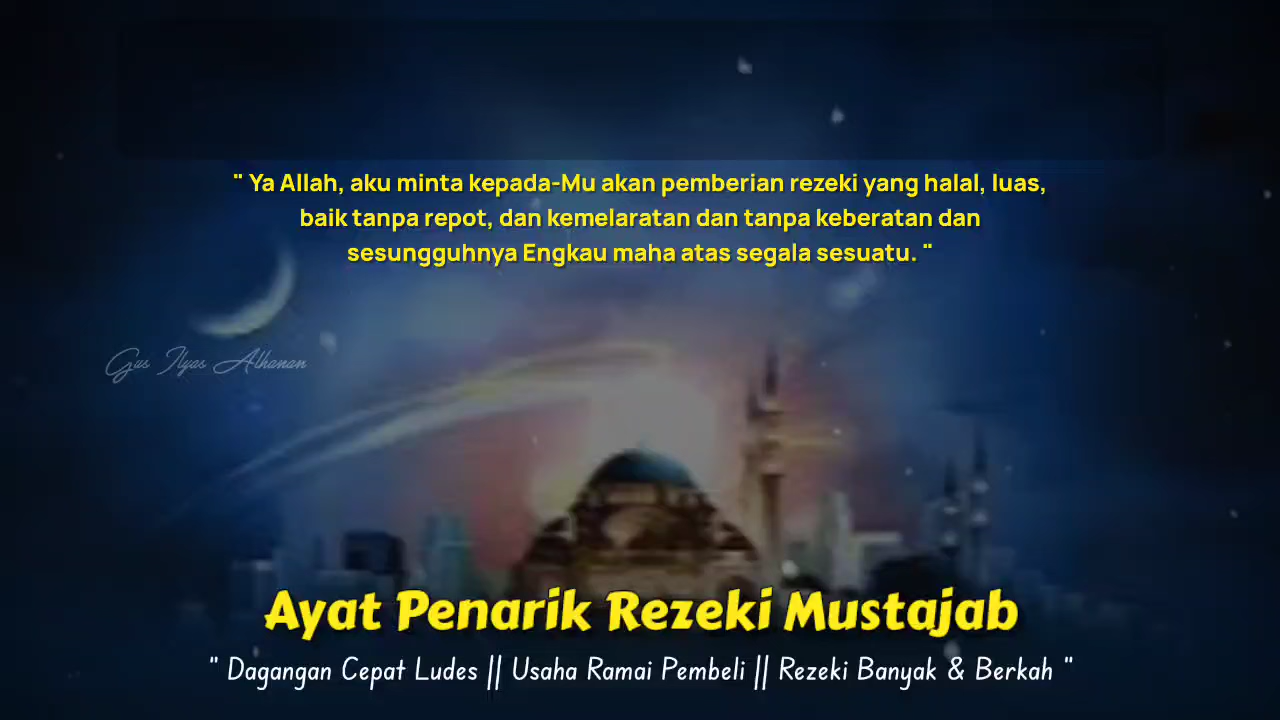 " Ya Allah, aku minta kepada-Mu akan pemberian rezeki yang halal, luas,
baik tanpa repot, dan kemelaratan dan tanpa keberatan dan
sesungguhnya Engkau maha atas segala sesuatu. "
Gus Ilyas Alhanan
Ayat Penarik Rezeki Mustajab
" Dagangan Cepat Ludes || Usaha Ramai Pembeli || Rezeki Banyak & Berkah "